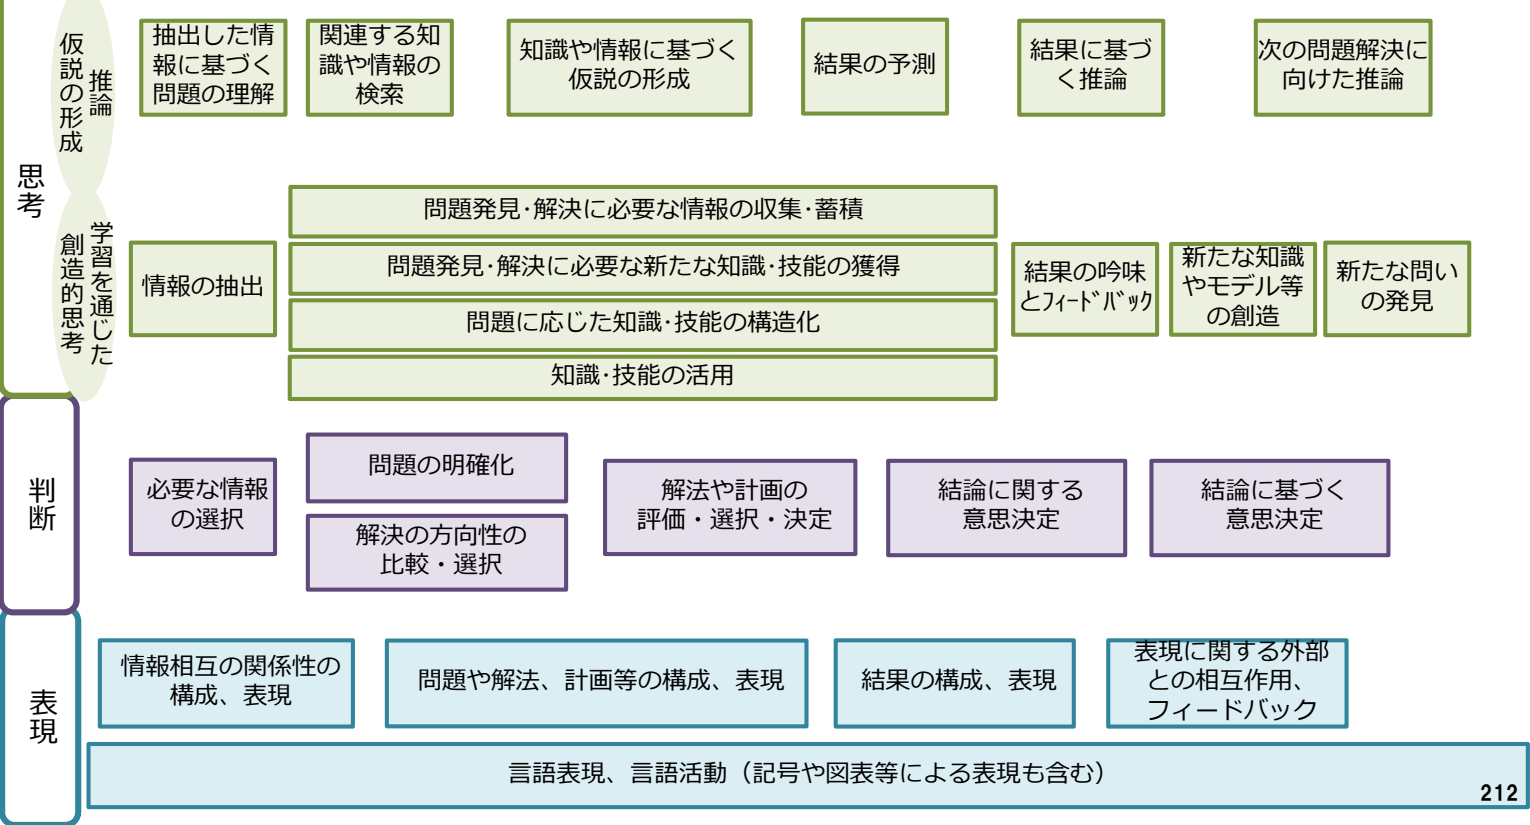 思考
仮説の形成
推論
抽出した情
報に基づく
問題の理解
関連する知
識や情報の
検索
知識や情報に基づく
仮説の形成
結果の予測
結果に基づ
く推論
次の問題解決に
向けた推論
学習を通じた
創造的思考
情報の抽出
問題発見･解決に必要な情報の収集･蓄積
問題発見･解決に必要な新たな知識･技能の獲得
問題に応じた知識･技能の構造化
知識･技能の活用
結果の吟味
とﾌｨｰﾄﾞﾊﾞｯｸ
新たな知識
やモデル等
の創造
新たな問い
の発見
判断
必要な情報
の選択
問題の明確化
解決の方向性の
比較・選択
解法や計画の
評価・選択・決定
結論に関する
意思決定
結論に基づく
意思決定
表現
情報相互の関係性の
構成、表現
問題や解法、計画等の構成、表現
結果の構成、表現
表現に関する外部
との相互作用、
フィードバック
言語表現、言語活動（記号や図表等による表現も含む）
212